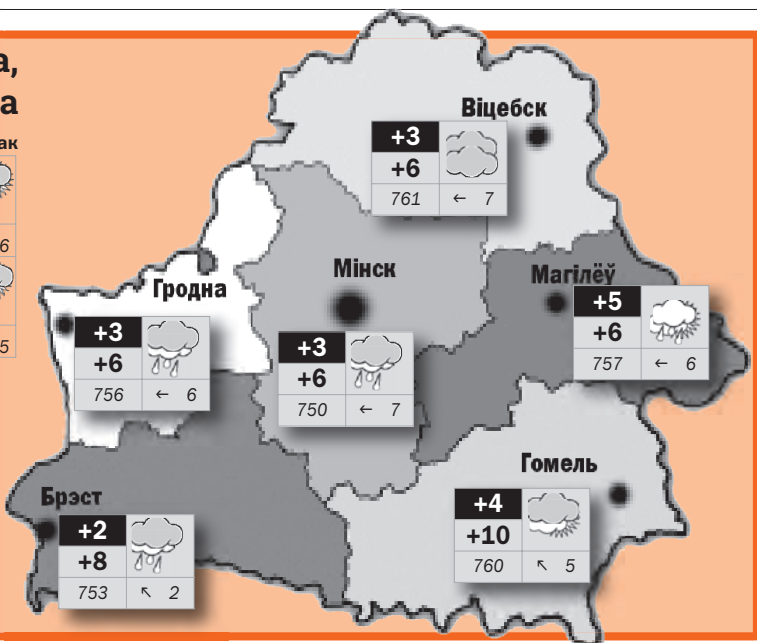 Віцебск
+3
+6
761 ← 7
Мінск
+3
+6
750 ← 7
Магілёў
+5
+6
757 ← 6
Гродна
+3
+6
756 ← 6
Гомель
+4
+10
760 ↖ 5
Брэст
+2
+8
753 ↖ 2
6
5